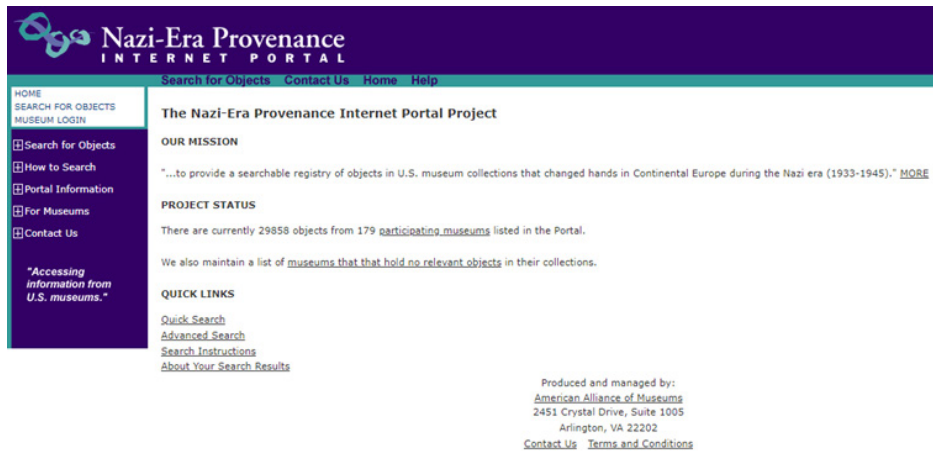 Nazi-Era Provenance
INTERNET PORTAL
Search for Objects Contact Us Home Help
HOME
SEARCH FOR OBJECTS
MUSEUM LOGIN
Search for Objects
How to Search
Portal Information
For Museums
Contact Us
"Accessing
information from
U.S. museums."
The Nazi-Era Provenance Internet Portal Project
OUR MISSION
"...to provide a searchable registry of objects in U.S. museum collections that changed hands in Continental Europe during the Nazi era (1933-1945)." MORE
PROJECT STATUS
There are currently 29858 objects from 179 participating museums listed in the Portal.
We also maintain a list of museums that that hold no relevant objects in their collections.
QUICK LINKS
Quick Search
Advanced Search
Search Instructions
About Your Search Results
Produced and managed by:
American Alliance of Museums
2451 Crystal Drive, Suite 1005
Arlington, VA 22202
Contact Us Terms and Conditions